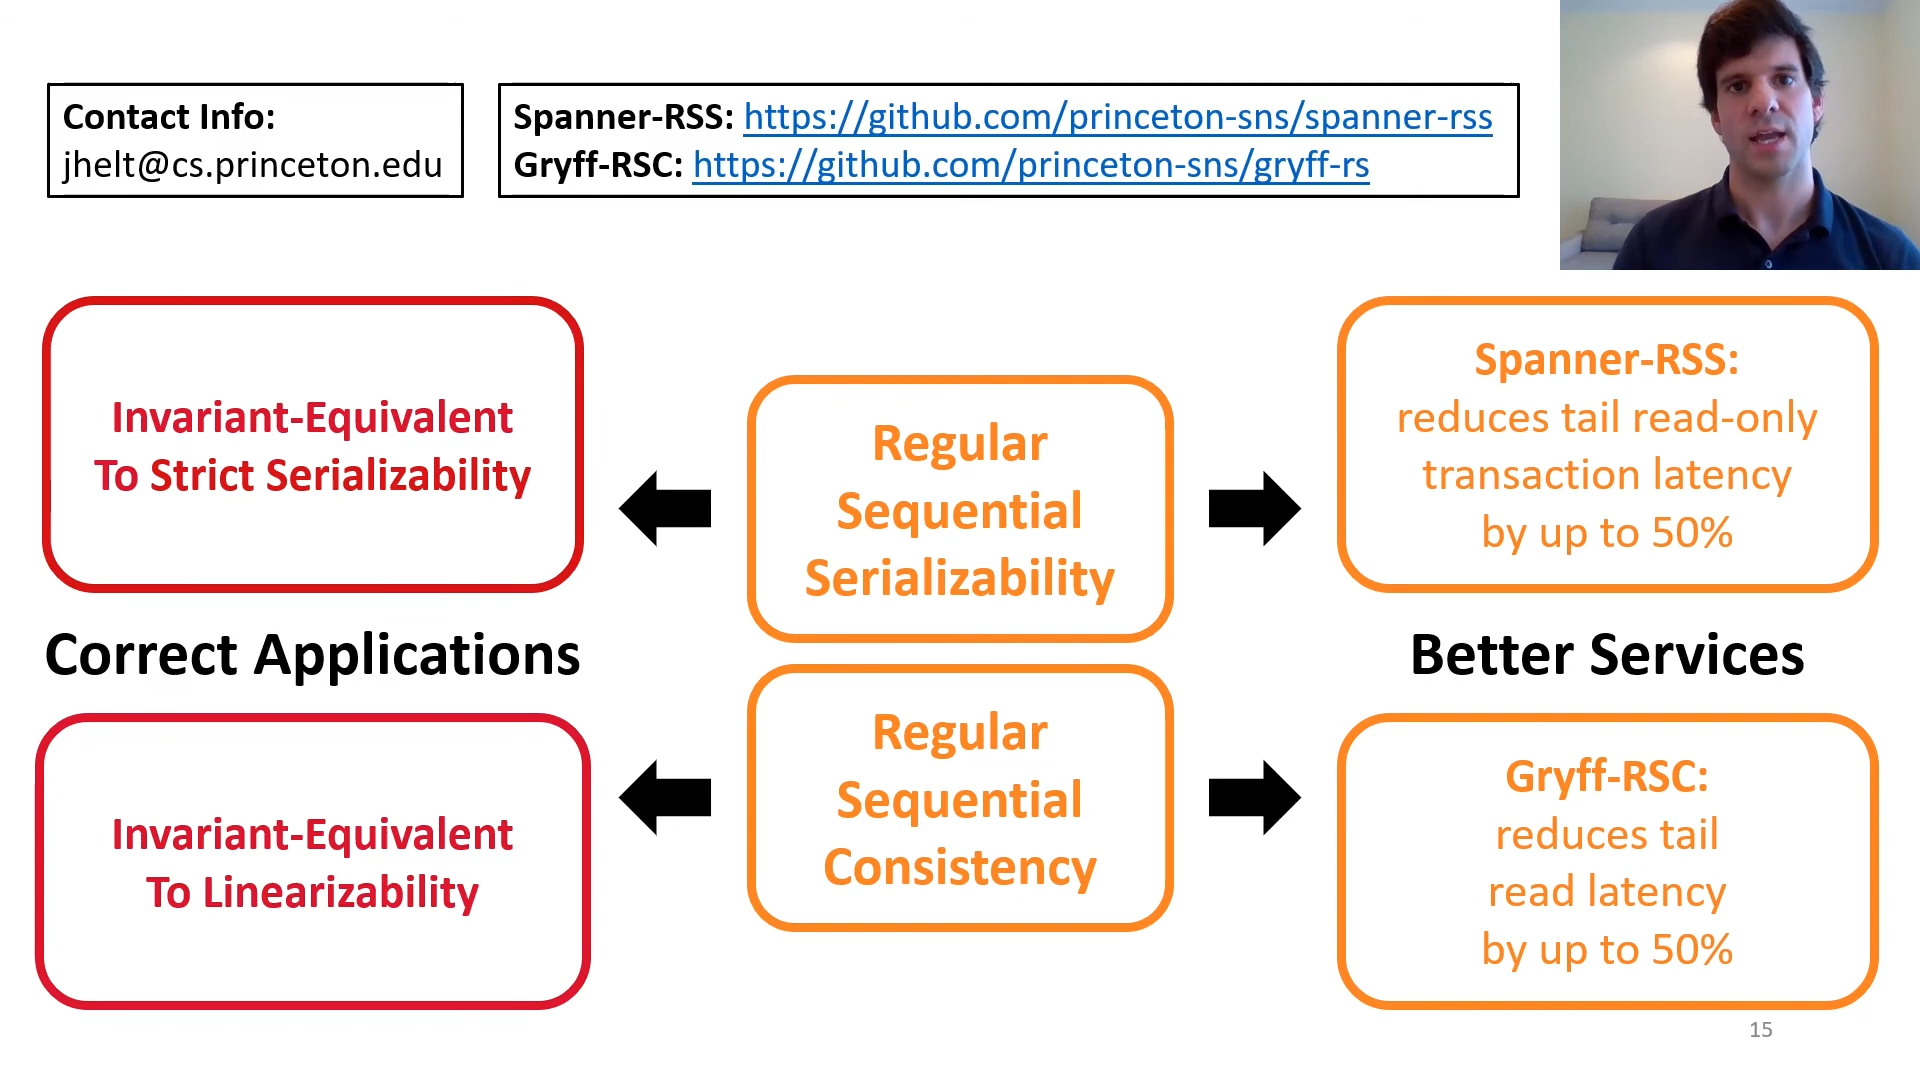 Contact Info:
jhelt@cs.princeton.edu
Spanner-RSS: https://github.com/princeton-sns/spanner-rss
Gryff-RSC: https://github.com/princeton-sns/gryff-rs
Invariant-Equivalent
To Strict Serializability
Regular
Sequential
Serializability
Spanner-RSS:
reduces tail read-only
transaction latency
by up to 50%
Correct Applications
Better Services
Invariant-Equivalent
To Linearizability
Regular
Sequential
Consistency
Gryff-RSC:
reduces tail
read latency
by up to 50%
15